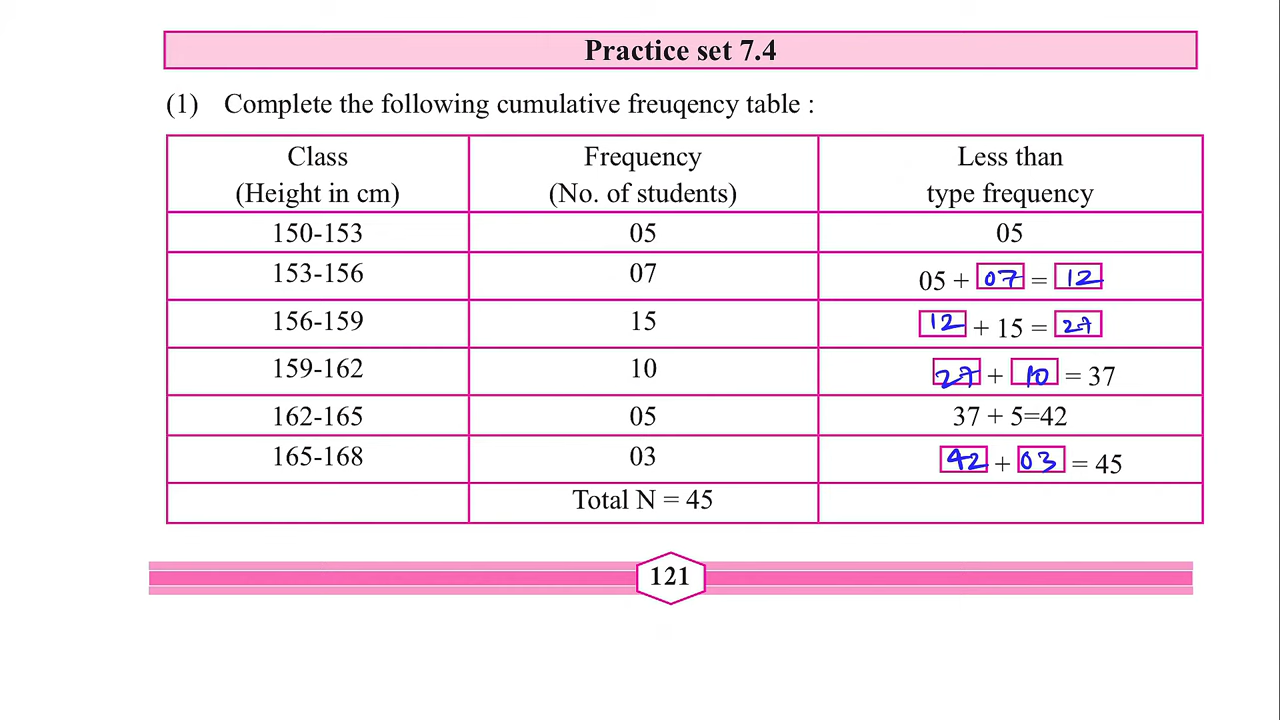 Practice set 7.4
(1) Complete the following cumulative freuqency table :
Class (Height in cm) Frequency (No. of students) Less than type frequency
150-153 05 05
153-156 07 05 + 07 = 12
156-159 15 12 + 15 = 27
159-162 10 27 + 10 = 37
162-165 05 37 + 5=42
165-168 03 42 + 03 = 45
Total N = 45
121